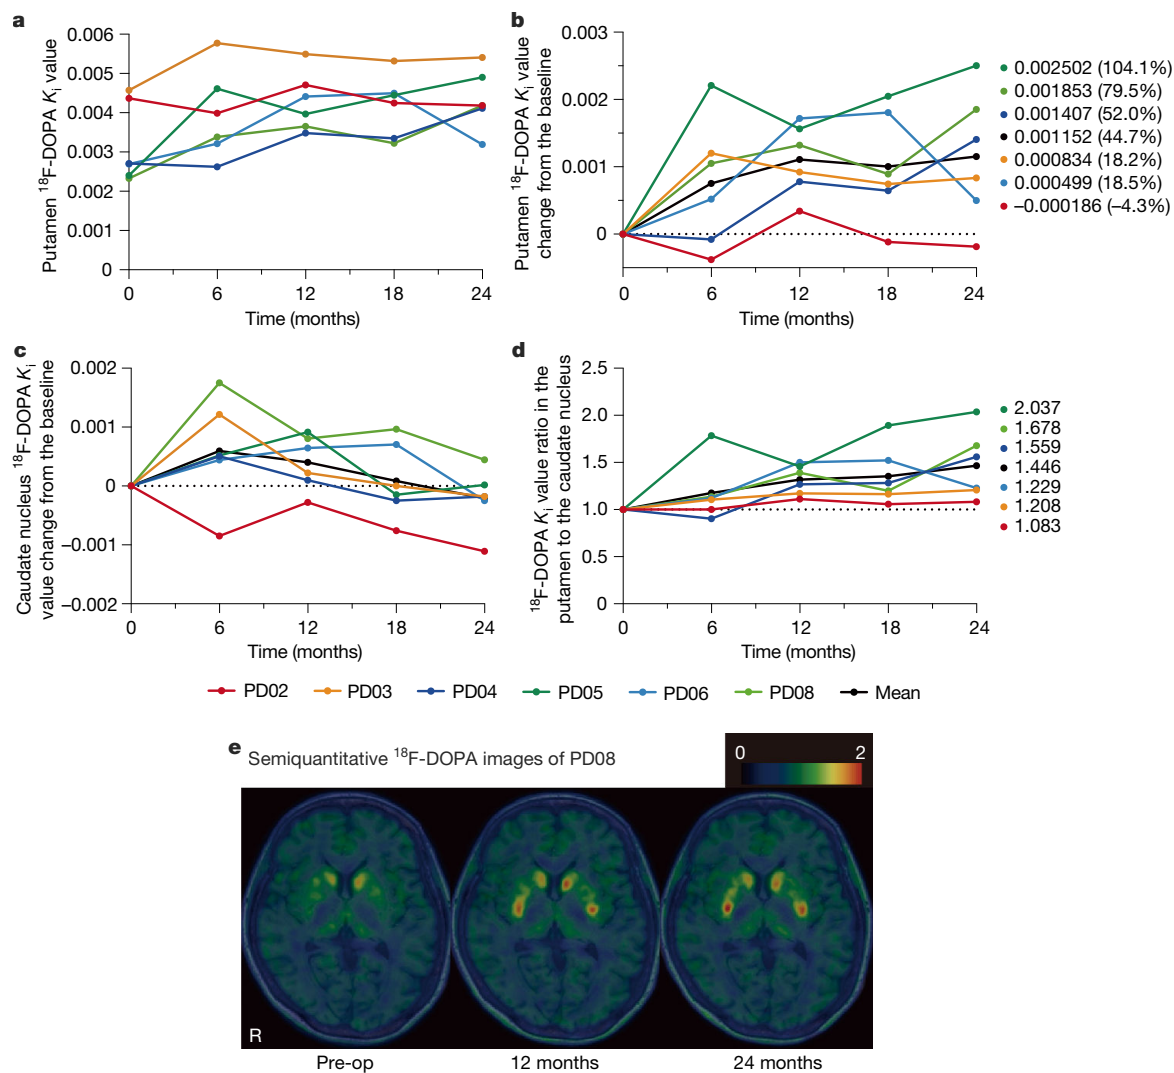 a
Putamen ¹⁸F-DOPA Kᵢ value
0.006
0.005
0.004
0.003
0.002
0.001
0
0 6 12 18 24
Time (months)
b
Putamen ¹⁸F-DOPA Kᵢ value
change from the baseline
0.003
0.002
0.001
0
0 6 12 18 24
Time (months)
0.002502 (104.1%)
0.001853 (79.5%)
0.001407 (52.0%)
0.001152 (44.7%)
0.000834 (18.2%)
0.000499 (18.5%)
–0.000186 (–4.3%)
c
Caudate nucleus ¹⁸F-DOPA Kᵢ
value change from the baseline
0.002
0.001
0
–0.001
–0.002
0 6 12 18 24
Time (months)
d
¹⁸F-DOPA Kᵢ value ratio in the
putamen to the caudate nucleus
2.5
2.0
1.5
1.0
0.5
0
0 6 12 18 24
Time (months)
2.037
1.678
1.559
1.446
1.229
1.208
1.083
PD02 PD03 PD04 PD05 PD06 PD08 Mean
e Semiquantitative ¹⁸F-DOPA images of PD08
0 2
R
Pre-op 12 months 24 months